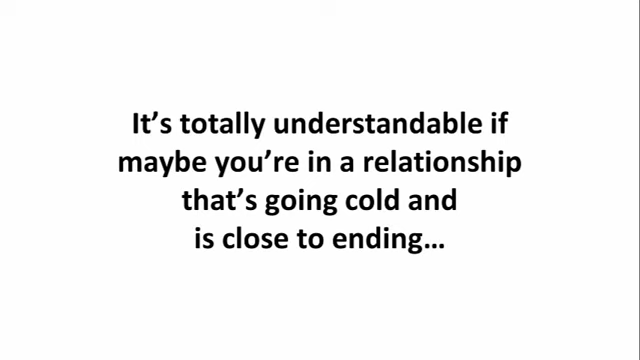 It’s totally understandable if
maybe you’re in a relationship
that’s going cold and
is close to ending…